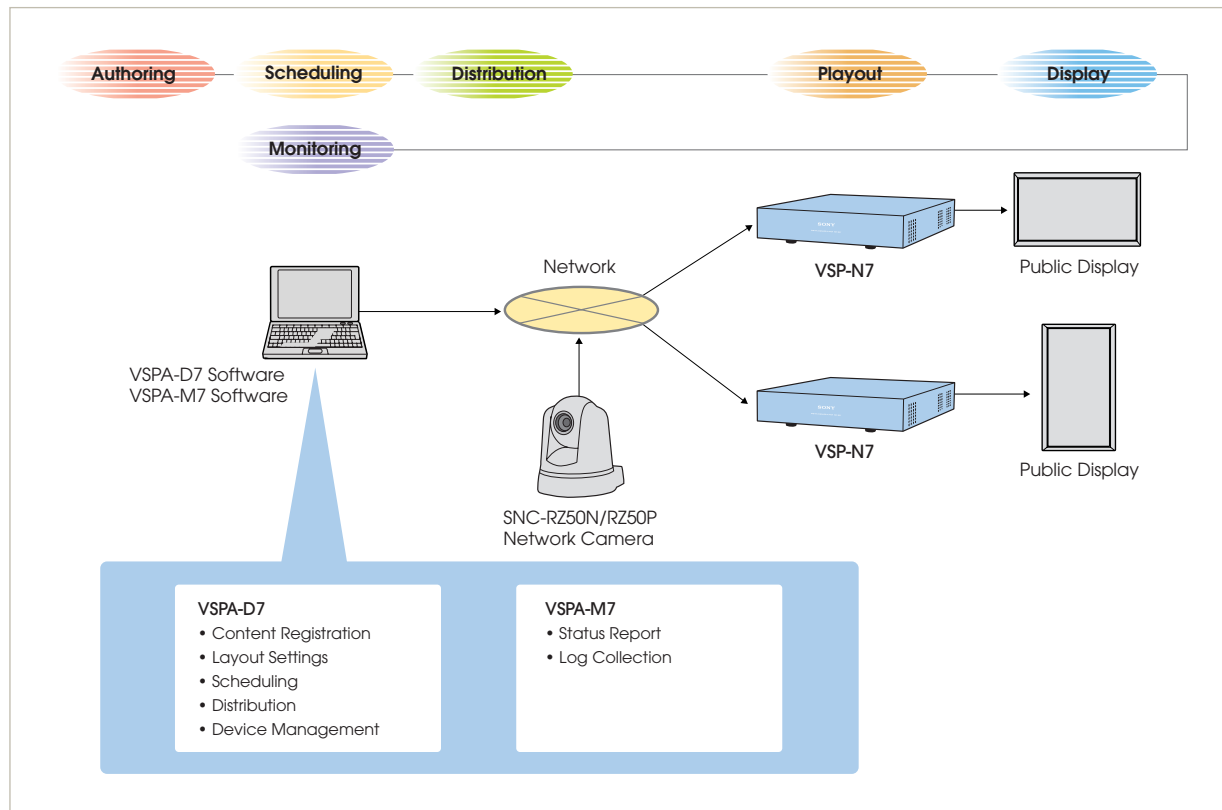 Authoring
Scheduling
Distribution
Playout
Display
Monitoring
Network
SONY
VSP-N7
Public Display
VSPA-D7 Software
VSPA-M7 Software
SONY
VSP-N7
Public Display
SNC-RZ50N/RZ50P
Network Camera
VSPA-D7
• Content Registration
• Layout Settings
• Scheduling
• Distribution
• Device Management
VSPA-M7
• Status Report
• Log Collection